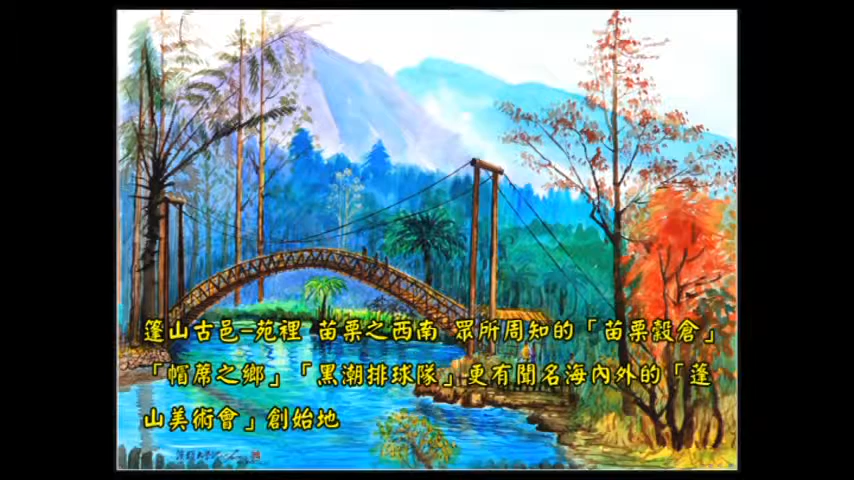 篷山古邑-苑裡 苗栗之西南 眾所周知的「苗栗穀倉」
「帽蓆之鄉」「黑潮排球隊」更有聞名海內外的「篷
山美術會」創始地